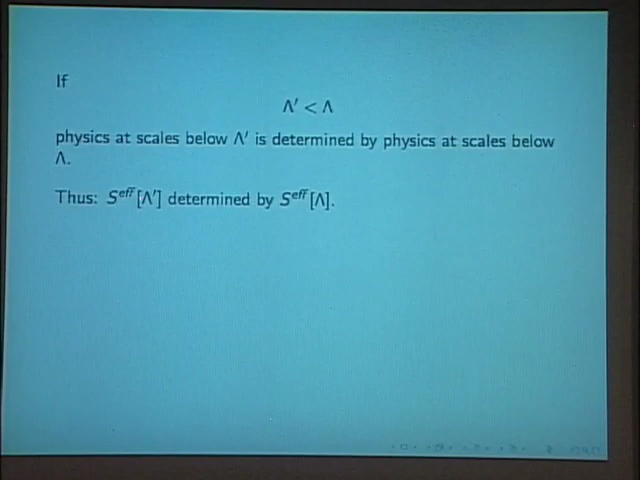 If
Λ′ < Λ
physics at scales below Λ′ is determined by physics at scales below
Λ.
Thus: S^eff[Λ′] determined by S^eff[Λ].